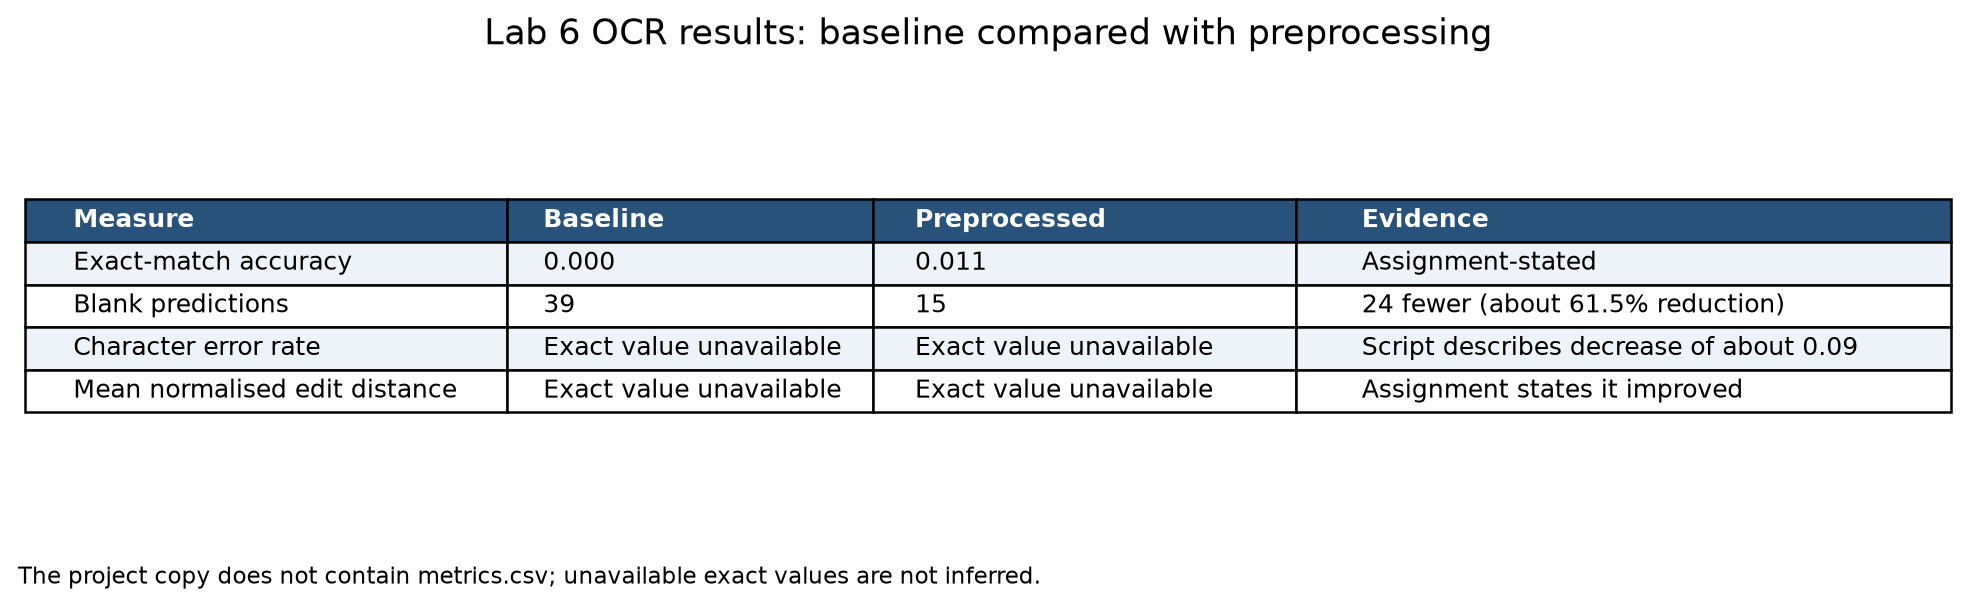 Lab 6 OCR results: baseline compared with preprocessing
Measure Baseline Preprocessed Evidence
Exact-match accuracy 0.000 0.011 Assignment-stated
Blank predictions 39 15 24 fewer (about 61.5% reduction)
Character error rate Exact value unavailable Exact value unavailable Script describes decrease of about 0.09
Mean normalised edit distance Exact value unavailable Exact value unavailable Assignment states it improved
The project copy does not contain metrics.csv; unavailable exact values are not inferred.